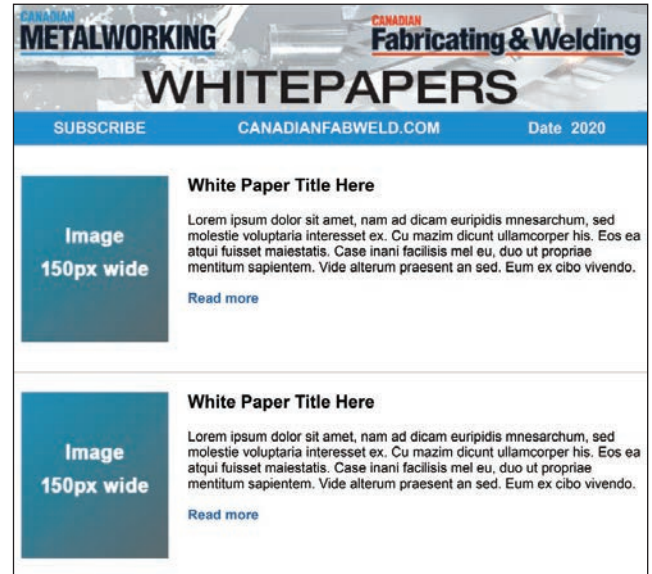 CANADIAN
METALWORKING
CANADIAN
Fabricating & Welding
WHITEPAPERS
SUBSCRIBE CANADIANFABWELD.COM Date 2020
Image
150px wide
White Paper Title Here
Lorem ipsum dolor sit amet, nam ad dicam euripidis mnesarchum, sed
molestie voluptaria interesset ex. Cu mazim dicunt ullamcorper his. Eos ea
atqui fuisset maiestatis. Case inani facilisis mel eu, duo ut propriae
mentitum sapientem. Vide alterum praesent an sed. Eum ex cibo vivendo.
Read more
Image
150px wide
White Paper Title Here
Lorem ipsum dolor sit amet, nam ad dicam euripidis mnesarchum, sed
molestie voluptaria interesset ex. Cu mazim dicunt ullamcorper his. Eos ea
atqui fuisset maiestatis. Case inani facilisis mel eu, duo ut propriae
mentitum sapientem. Vide alterum praesent an sed. Eum ex cibo vivendo.
Read more